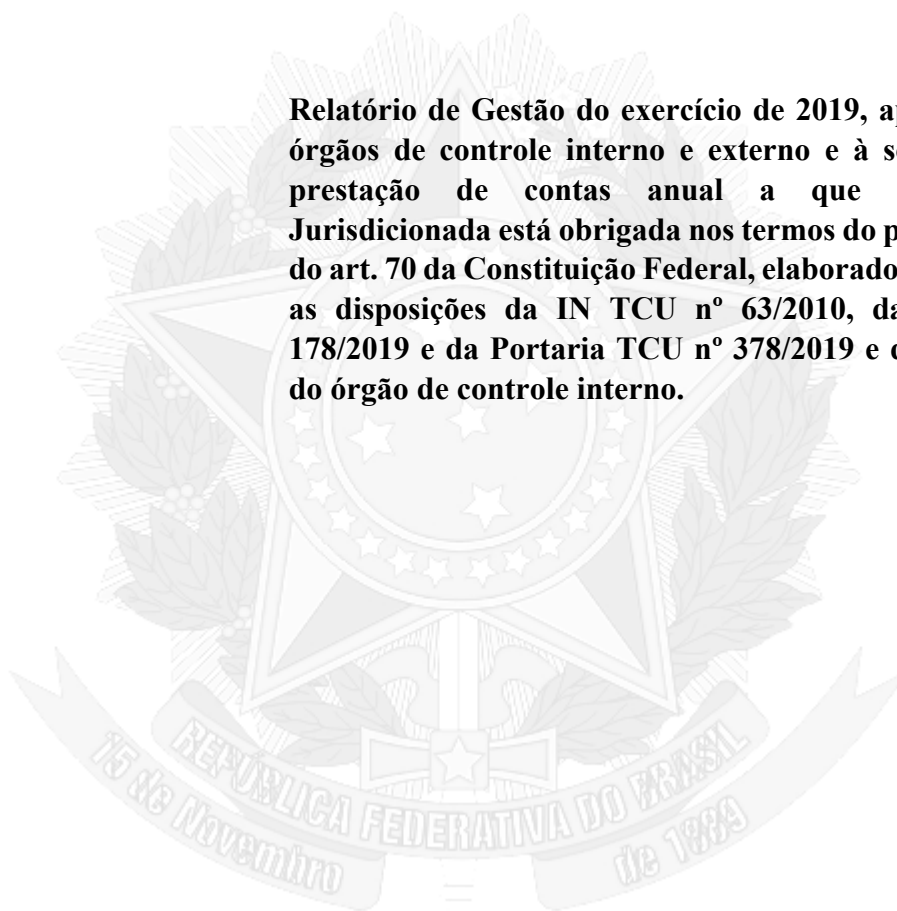 Relatório de Gestão do exercício de 2019,
órgãos de controle interno e externo e à
prestação de contas anual a que
Jurisdicionada está obrigada nos termos do
do art. 70 da Constituição Federal, elaborado
as disposições da IN TCU nº 63/2010,
178/2019 e da Portaria TCU nº 378/2019 e
do órgão de controle interno.
REPÚBLICA FEDERATIVA DO BRASIL
15 de Novembro
de 1889